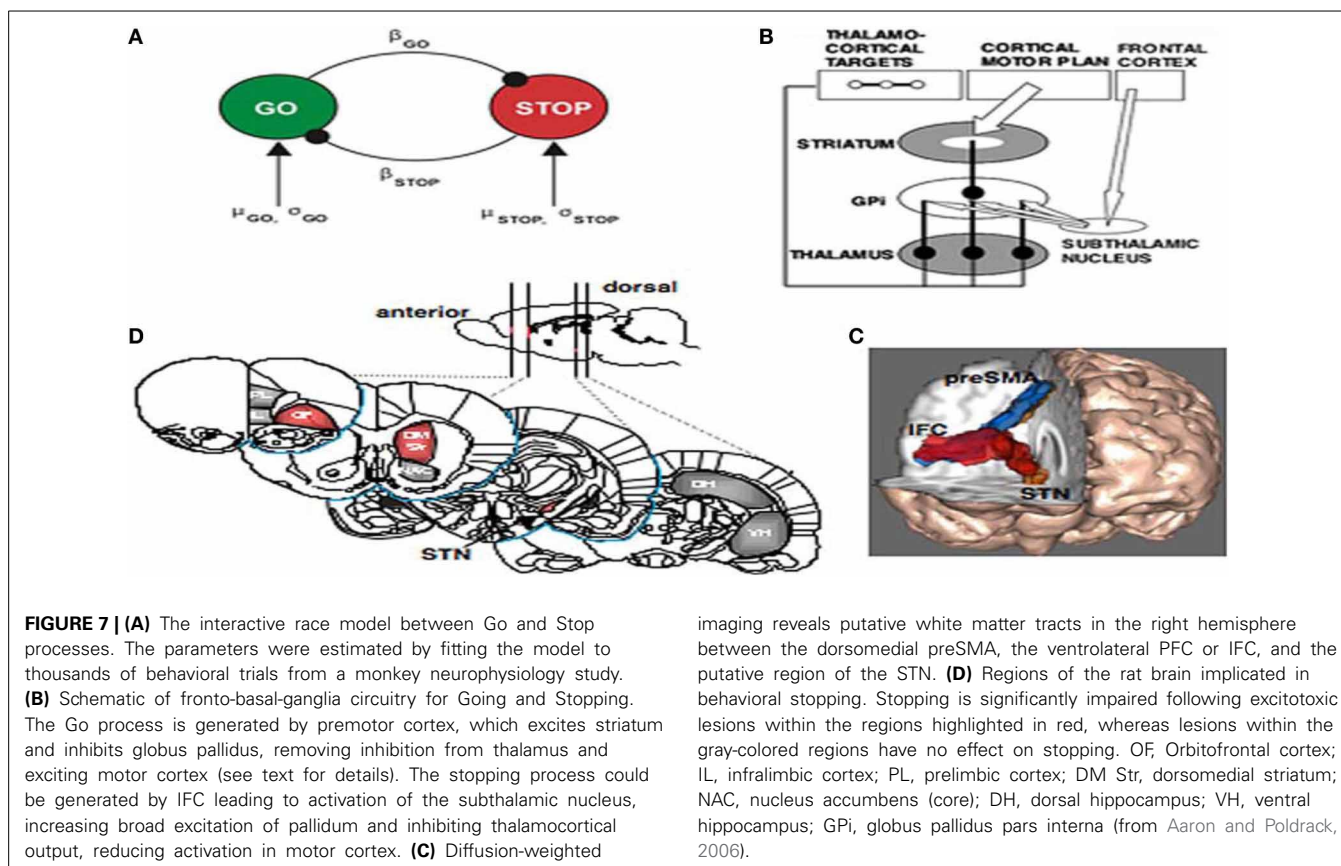 A
β GO
GO
STOP
β STOP
μ GO, σ GO
μ STOP, σ STOP
B
THALAMO-
CORTICAL
TARGETS
CORTICAL
MOTOR PLAN
FRONTAL
CORTEX
STRIATUM
GPi
THALAMUS
SUBTHALAMIC
NUCLEUS
D
anterior
dorsal
PL
IL
OF
DM
Str
NAC
STN
DH
VH
C
preSMA
IFC
STN
FIGURE 7 | (A) The interactive race model between Go and Stop
processes. The parameters were estimated by fitting the model to
thousands of behavioral trials from a monkey neurophysiology study.
(B) Schematic of fronto-basal-ganglia circuitry for Going and Stopping.
The Go process is generated by premotor cortex, which excites striatum
and inhibits globus pallidus, removing inhibition from thalamus and
exciting motor cortex (see text for details). The stopping process could
be generated by IFC leading to activation of the subthalamic nucleus,
increasing broad excitation of pallidum and inhibiting thalamocortical
output, reducing activation in motor cortex. (C) Diffusion-weighted
imaging reveals putative white matter tracts in the right hemisphere
between the dorsomedial preSMA, the ventrolateral PFC or IFC, and the
putative region of the STN. (D) Regions of the rat brain implicated in
behavioral stopping. Stopping is significantly impaired following excitotoxic
lesions within the regions highlighted in red, whereas lesions within the
gray-colored regions have no effect on stopping. OF, Orbitofrontal cortex;
IL, infralimbic cortex; PL, prelimbic cortex; DM Str, dorsomedial striatum;
NAC, nucleus accumbens (core); DH, dorsal hippocampus; VH, ventral
hippocampus; GPi, globus pallidus pars interna (from Aaron and Poldrack,
2006).